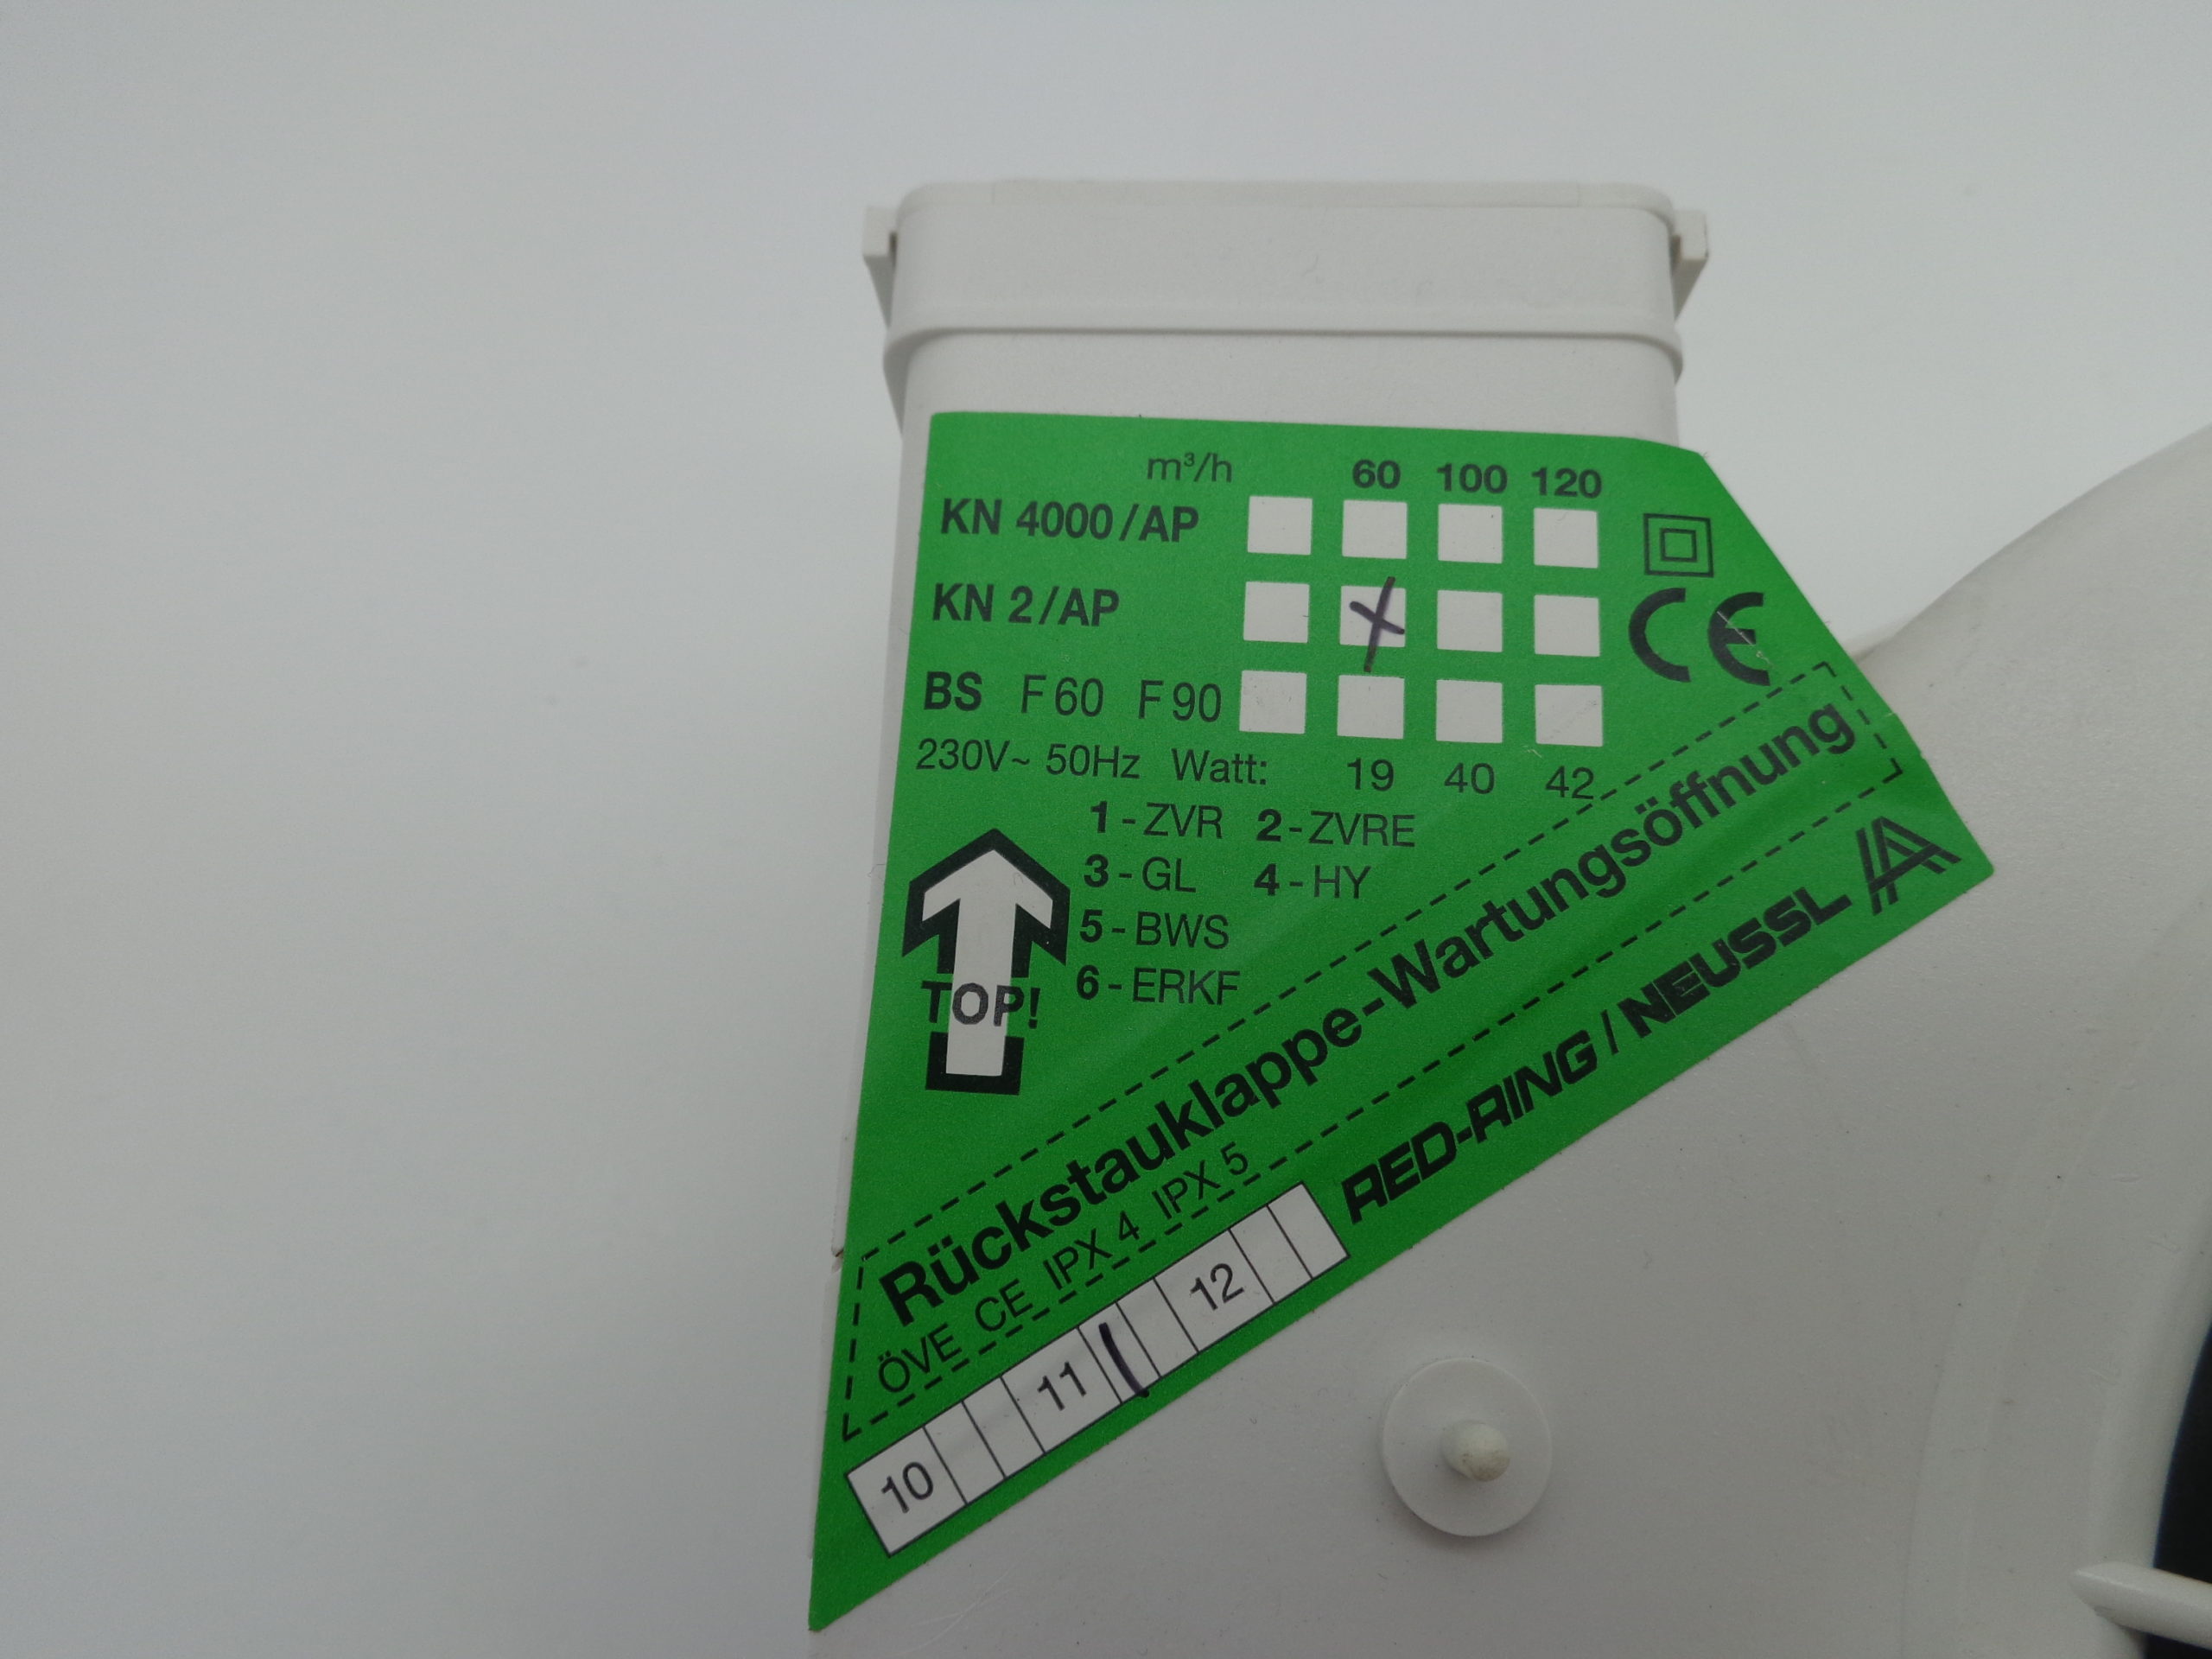 m³/h 60 100 120
KN 4000/AP
KN 2/AP X
BS F60 F90
230V~ 50Hz Watt: 19 40 42
1-ZVR 2-ZVRE
3-GL 4-HY
5-BWS
6-ERKF
TOP!
CE
Rückstauklappe-Wartungsöffnung
ÖVE CE IPX 4 IPX 5
RED-RING / NEUSSL
10 11 12